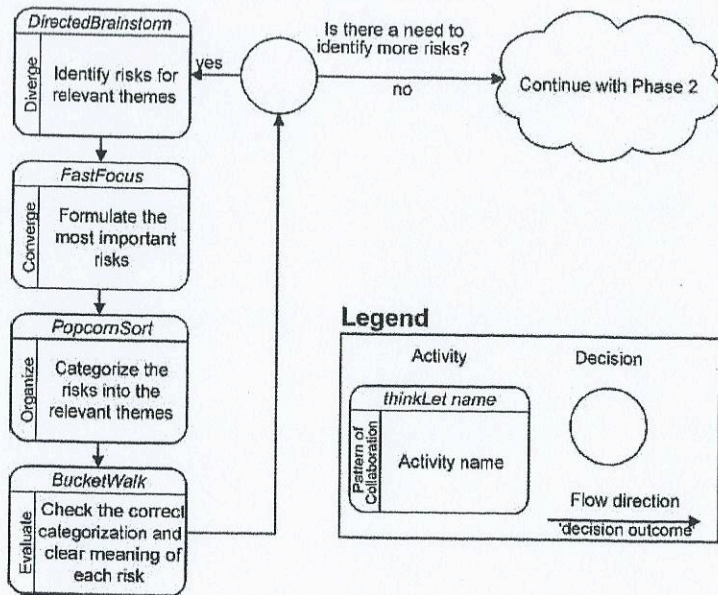 DirectedBrainstorm
Diverge
Identify risks for
relevant themes
yes
Is there a need to
identify more risks?
no
Continue with Phase 2
FastFocus
Converge
Formulate the
most important
risks
PopcornSort
Organize
Categorize the
risks into the
relevant themes
BucketWalk
Evaluate
Check the correct
categorization and
clear meaning of
each risk
Legend
Activity
Decision
thinkLet name
Pattern of
Collaboration
Activity name
Flow direction
'decision outcome'